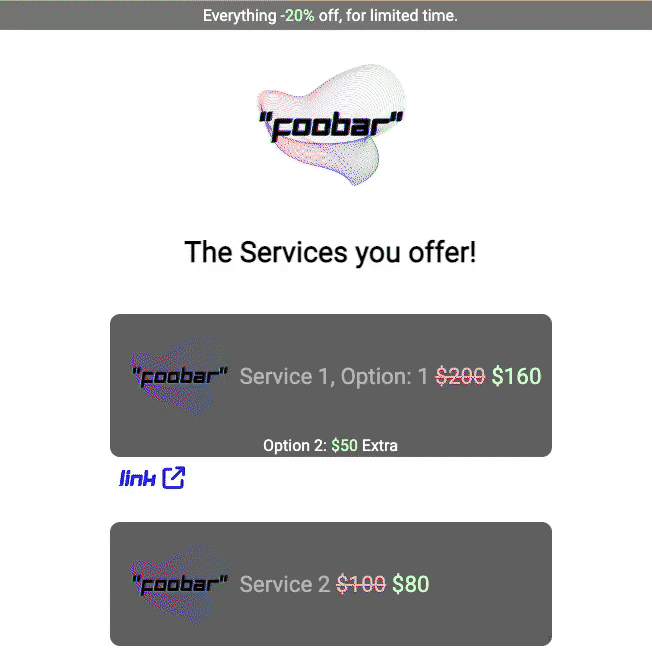 Everything -20% off, for limited time.
"foobar"
The Services you offer!
"foobar" Service 1, Option: 1 $200 $160
Option 2: $50 Extra
link
"foobar" Service 2 $100 $80